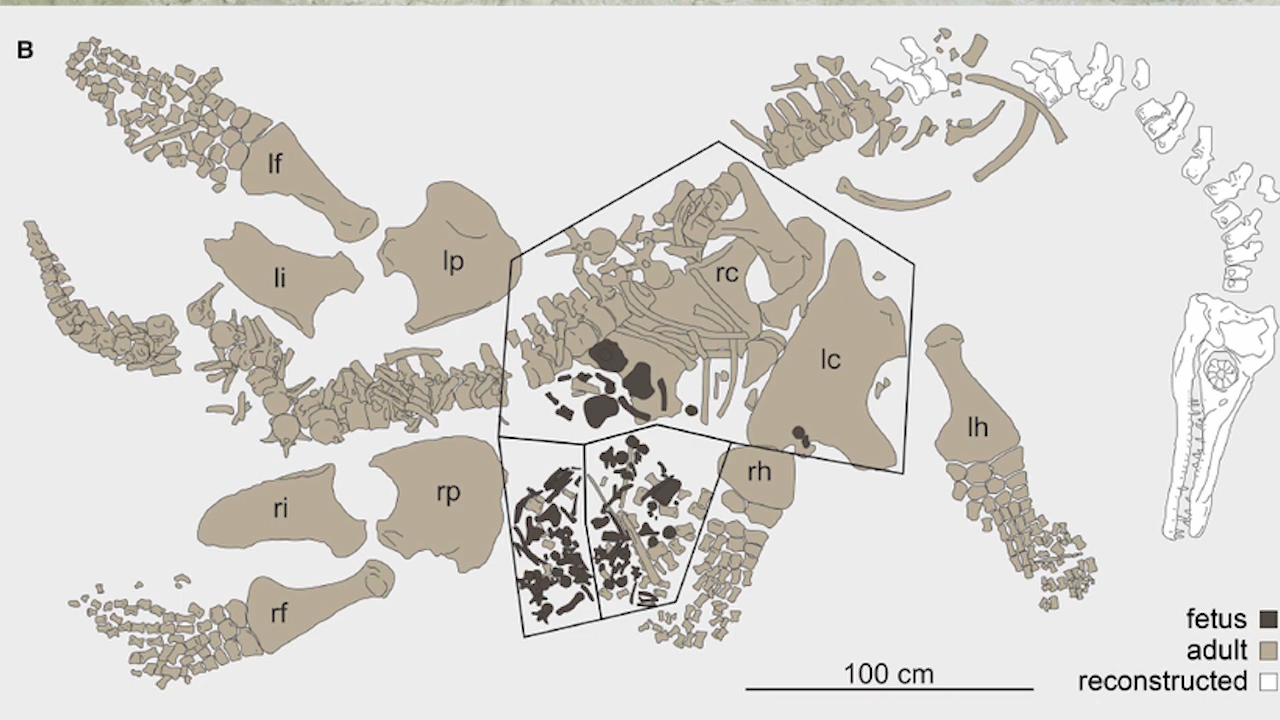 B
lf
li
lp
rc
lc
lh
rh
ri
rp
rf
fetus
adult
100 cm
reconstructed